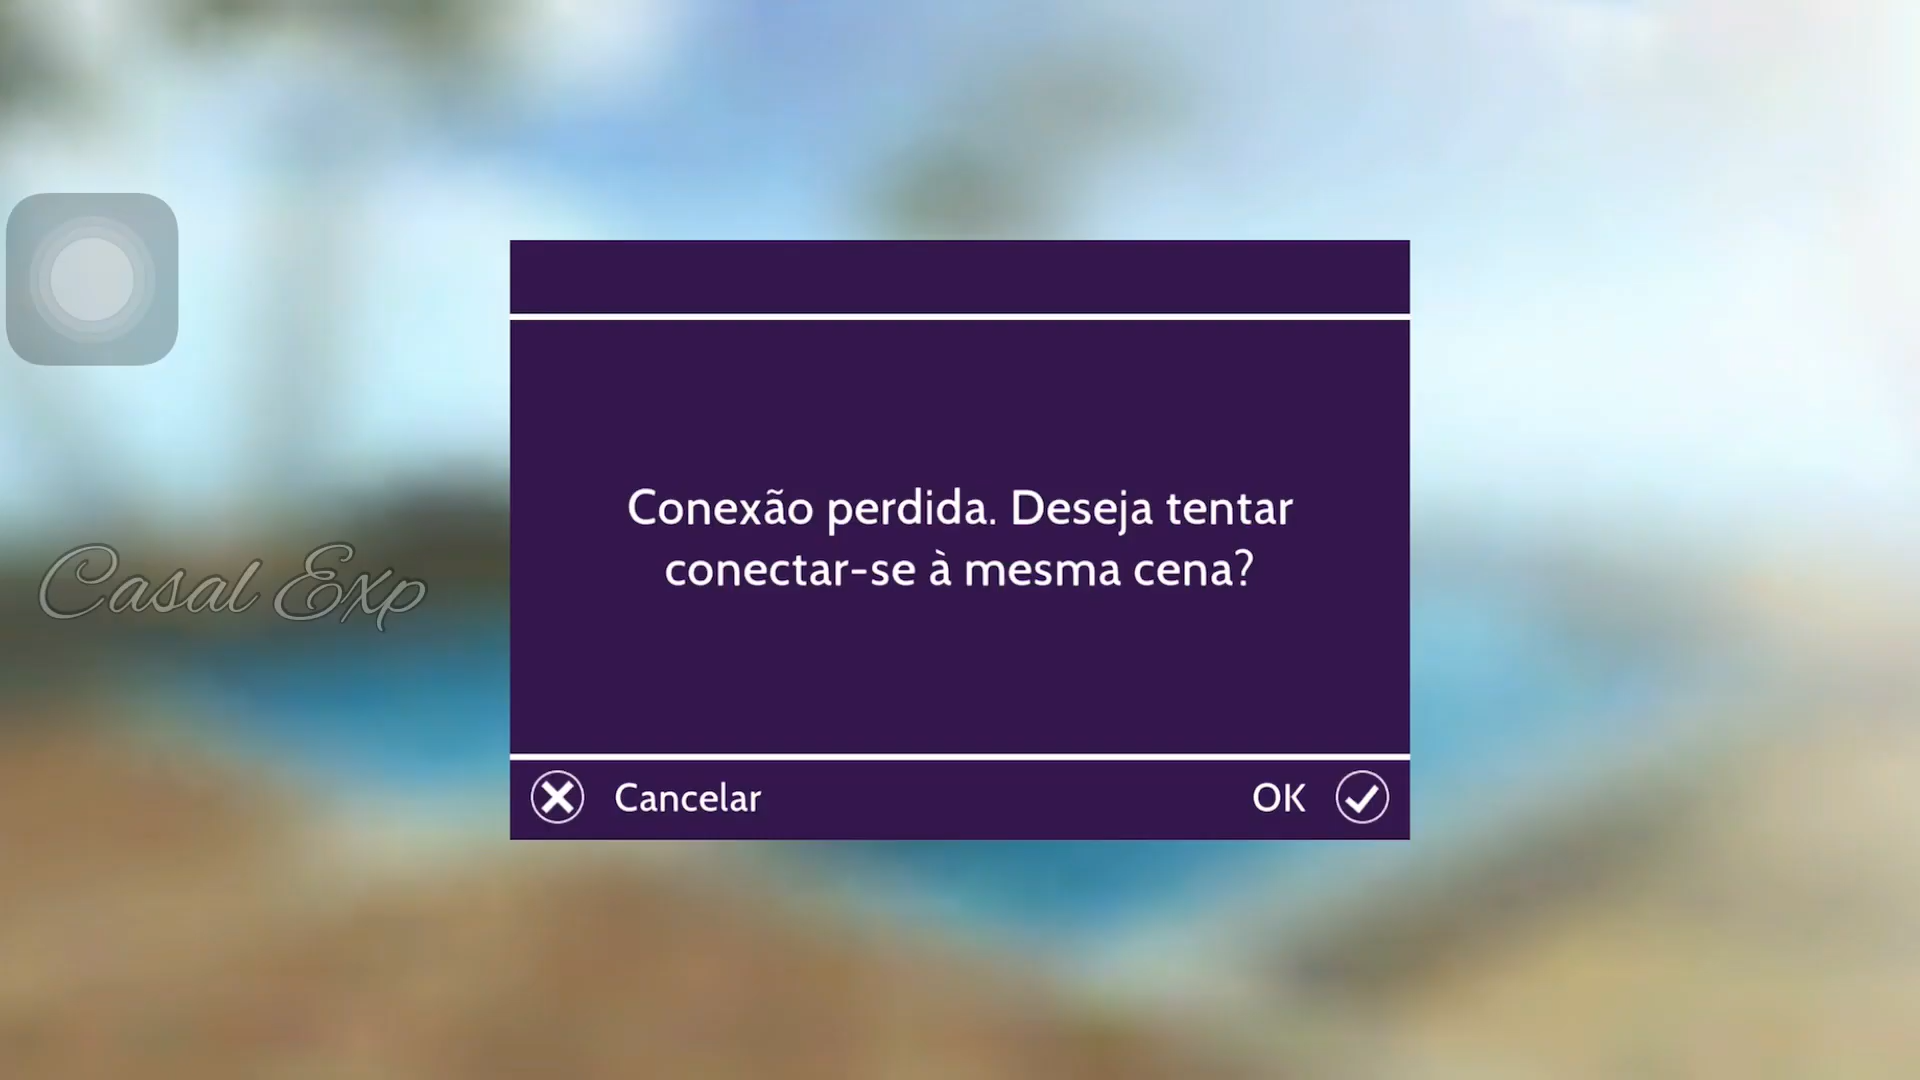 Conexão perdida. Deseja tentar
conectar-se à mesma cena?
Casal Exp
Cancelar
OK